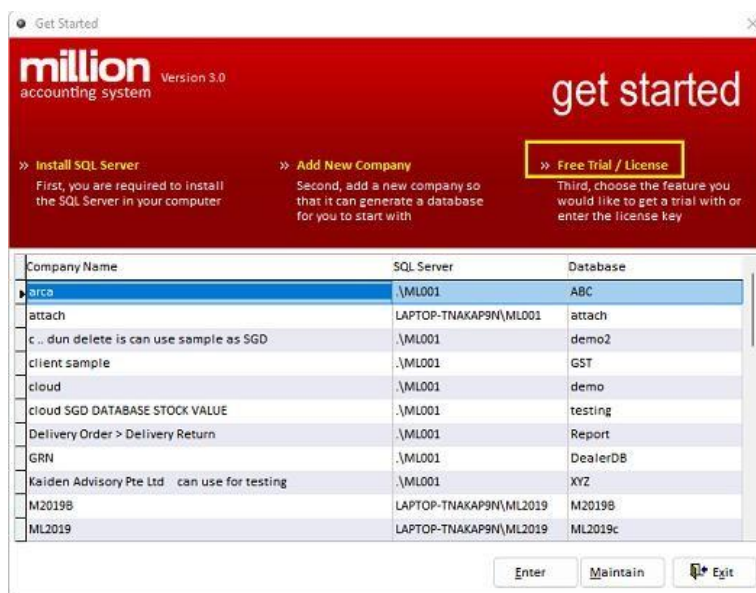 Get Started
million Version 3.0
accounting system
get started
» Install SQL Server
First, you are required to install
the SQL Server in your computer
» Add New Company
Second, add a new company so
that it can generate a database
for you to start with
» Free Trial / License
Third, choose the feature you
would like to get a trial with or
enter the license key
Company Name SQL Server Database
arca .\ML001 ABC
attach LAPTOP-TNAKAP9N\ML001 attach
c .. dun delete is can use sample as SGD .\ML001 demo2
client sample .\ML001 GST
cloud .\ML001 demo
cloud SGD DATABASE STOCK VALUE .\ML001 testing
Delivery Order > Delivery Return .\ML001 Report
GRN .\ML001 DealerDB
Kaiden Advisory Pte Ltd can use for testing .\ML001 XYZ
M2019B LAPTOP-TNAKAP9N\ML2019 M2019B
ML2019 LAPTOP-TNAKAP9N\ML2019 ML2019c
Enter Maintain Exit